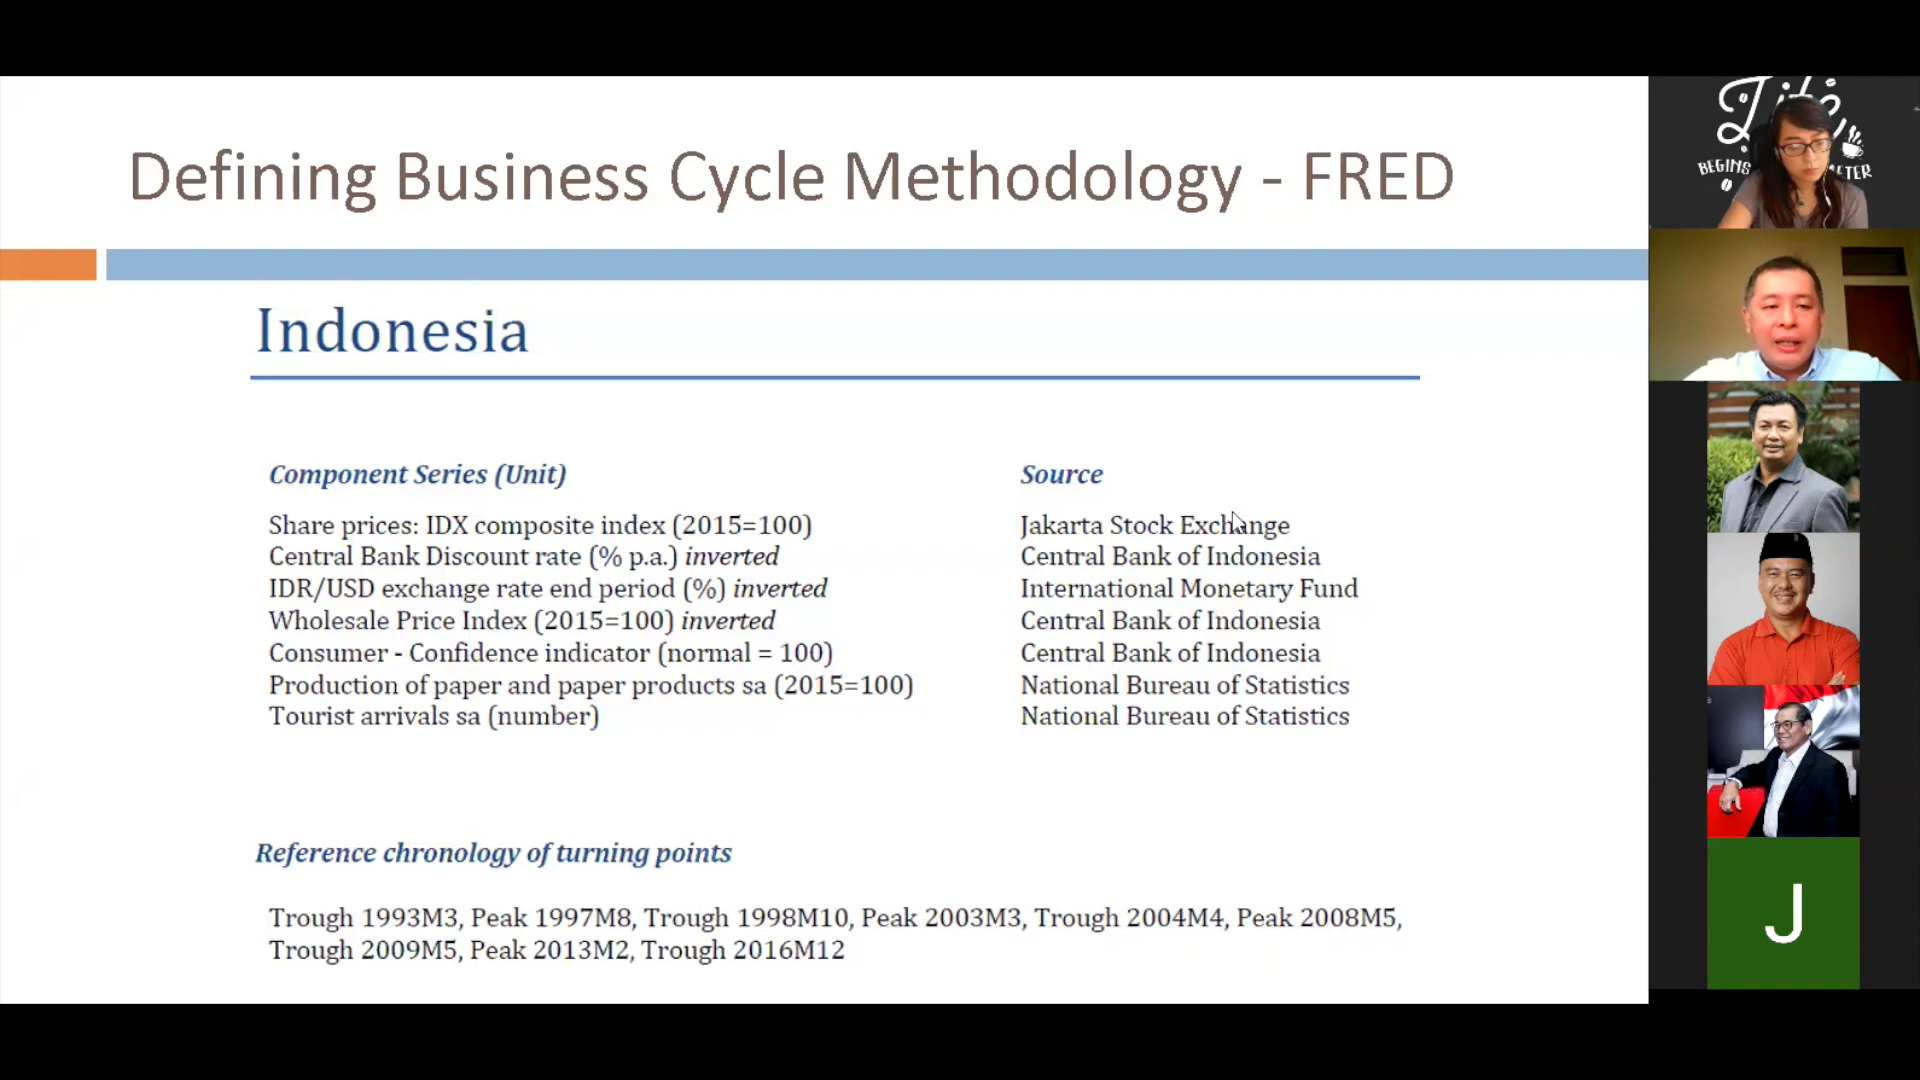 Defining Business Cycle Methodology - FRED
Indonesia
Component Series (Unit)
Source
Share prices: IDX composite index (2015=100)
Jakarta Stock Exchange
Central Bank Discount rate (% p.a.) inverted
Central Bank of Indonesia
IDR/USD exchange rate end period (%) inverted
International Monetary Fund
Wholesale Price Index (2015=100) inverted
Central Bank of Indonesia
Consumer - Confidence indicator (normal = 100)
Central Bank of Indonesia
Production of paper and paper products sa (2015=100)
National Bureau of Statistics
Tourist arrivals sa (number)
National Bureau of Statistics
Reference chronology of turning points
Trough 1993M3, Peak 1997M8, Trough 1998M10, Peak 2003M3, Trough 2004M4, Peak 2008M5,
Trough 2009M5, Peak 2013M2, Trough 2016M12
BEGINS
J